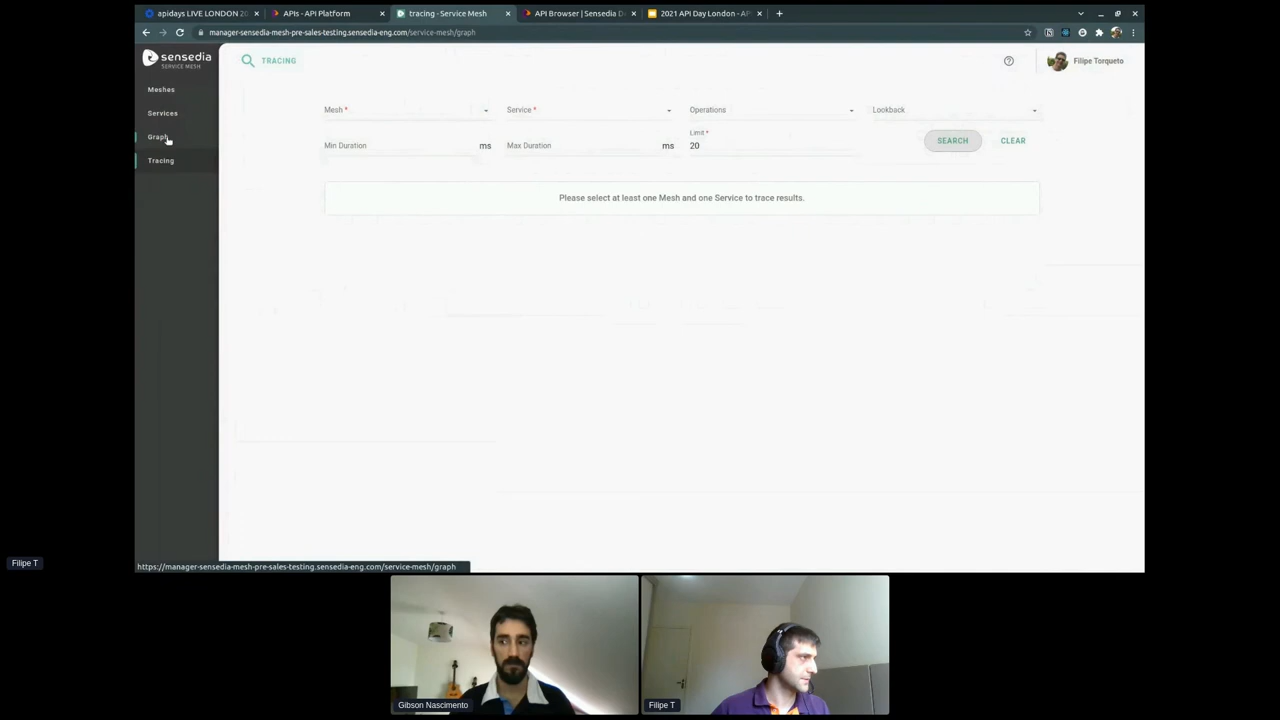 apidays LIVE LONDON 20
APIs - API Platform
tracing - Service Mesh
API Browser | Sensedia D
2021 API Day London - AP
manager-sensedia-mesh-pre-sales-testing.sensedia-eng.com/service-mesh/graph
sensedia
SERVICE MESH
TRACING
Filipe Torqueto
Meshes
Services
Graph
Tracing
Mesh *
Service *
Operations
Lookback
Min Duration
ms
Max Duration
ms
Limit *
20
SEARCH
CLEAR
Please select at least one Mesh and one Service to trace results.
https://manager-sensedia-mesh-pre-sales-testing.sensedia-eng.com/service-mesh/graph
Filipe T
Gibson Nascimento
Filipe T